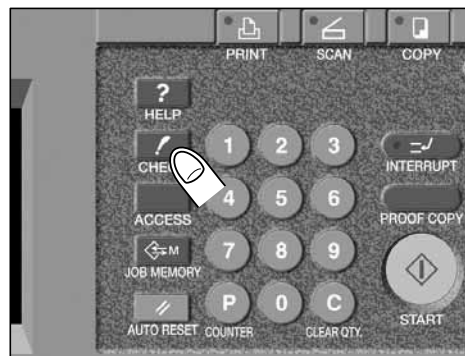 PRINT SCAN COPY
?
HELP
CHE
1 2 3
INTERRUPT
4 5 6
ACCESS
PROOF COPY
M 7 8 9
JOB MEMORY
P 0 C
AUTO RESET COUNTER CLEAR QTY.
START